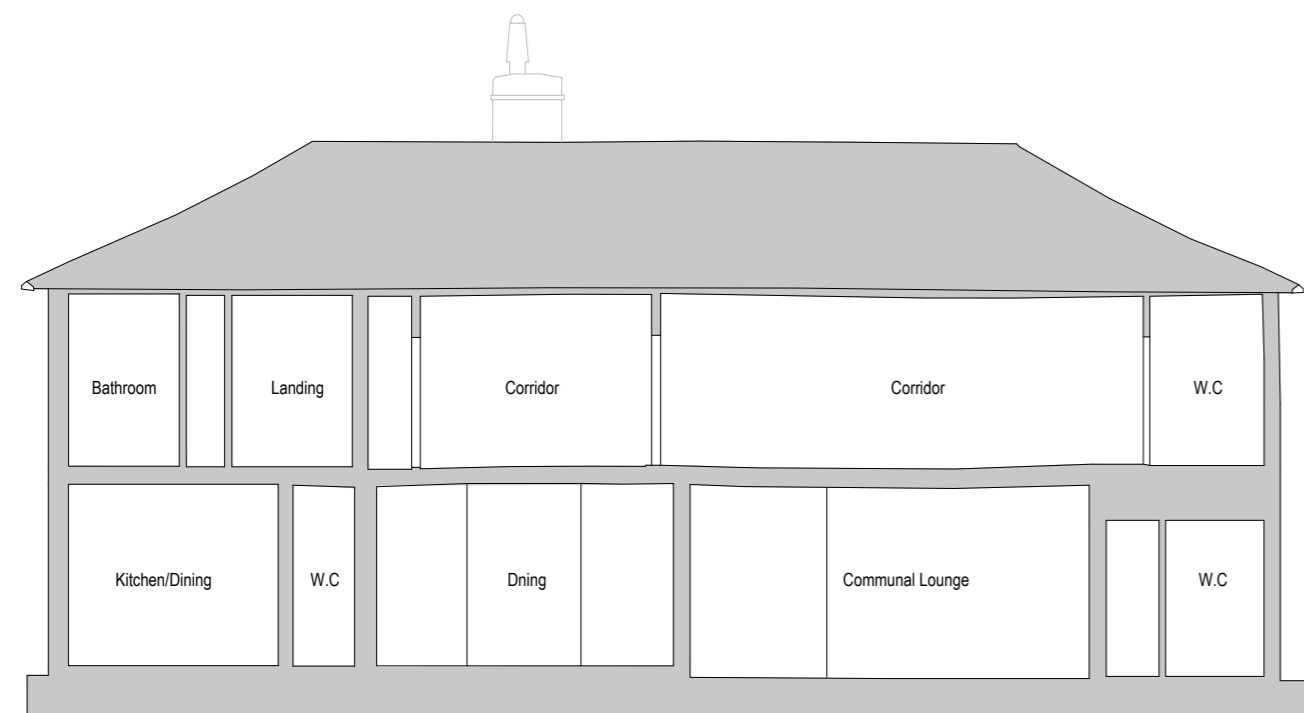 Bathroom
Landing
Corridor
Corridor
W.C
Kitchen/Dining
W.C
Dning
Communal Lounge
W.C